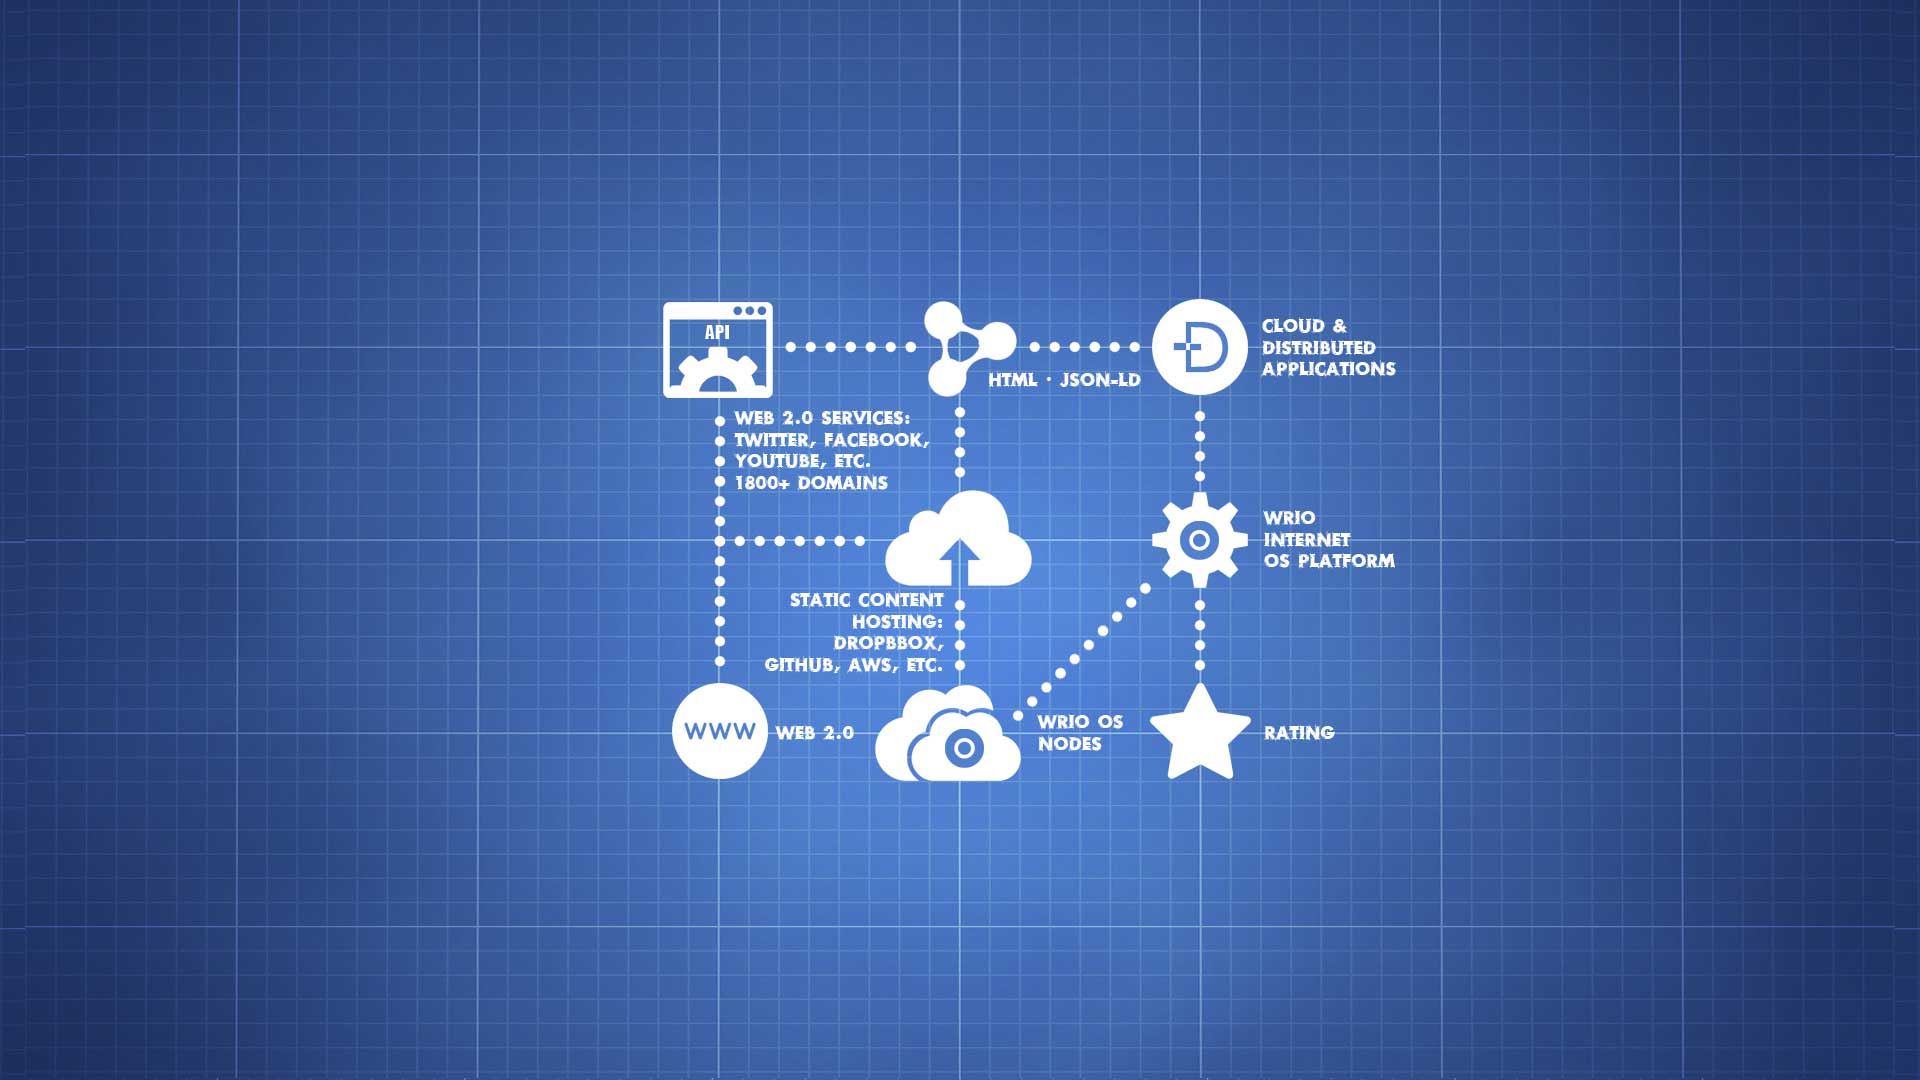 API
HTML · JSON-LD
CLOUD &
DISTRIBUTED
APPLICATIONS
WEB 2.0 SERVICES:
TWITTER, FACEBOOK,
YOUTUBE, ETC.
1800+ DOMAINS
WRIO
INTERNET
OS PLATFORM
STATIC CONTENT
HOSTING:
DROPBBOX,
GITHUB, AWS, ETC.
WWW
WEB 2.0
WRIO OS
NODES
RATING